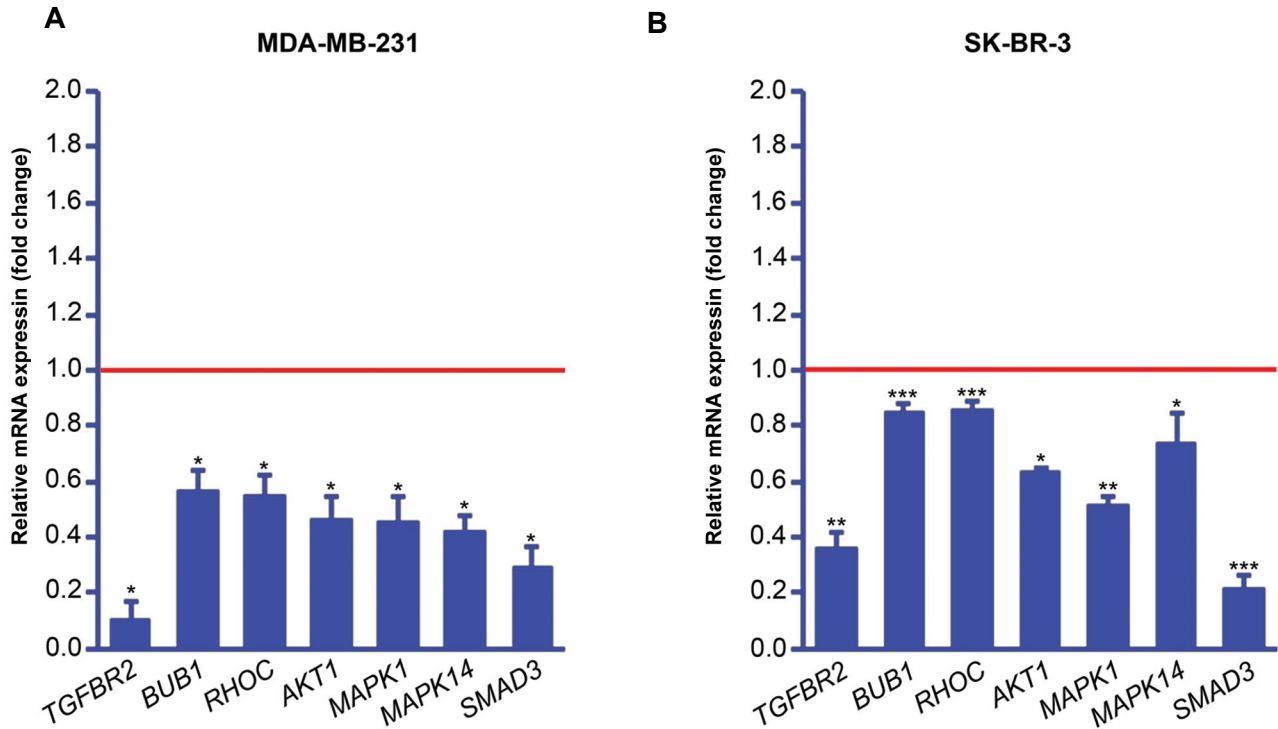 A
MDA-MB-231
Relative mRNA expressin (fold change)
2.0
1.8
1.6
1.4
1.2
1.0
0.8
0.6
0.4
0.2
0.0
*
*
*
*
*
*
*
TGFBR2
BUB1
RHOC
AKT1
MAPK1
MAPK14
SMAD3
B
SK-BR-3
Relative mRNA expressin (fold change)
2.0
1.8
1.6
1.4
1.2
1.0
0.8
0.6
0.4
0.2
0.0
**
***
***
*
**
*
***
TGFBR2
BUB1
RHOC
AKT1
MAPK1
MAPK14
SMAD3